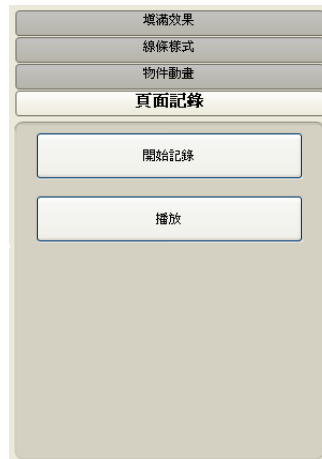 填滿效果
線條樣式
物件動畫
頁面記錄
開始記錄
播放